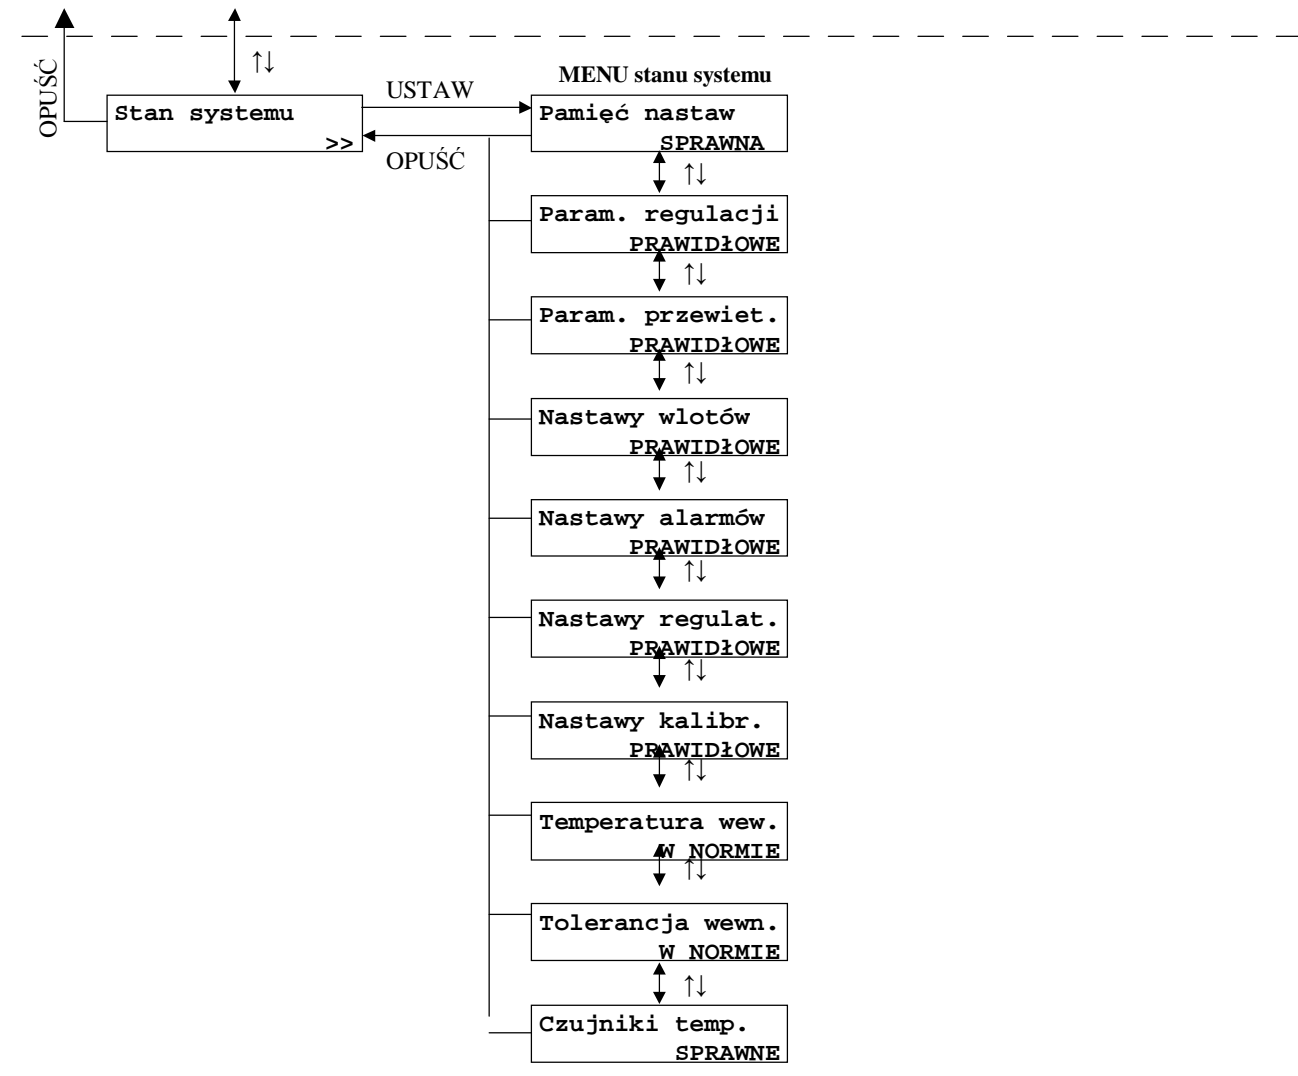 OPUŚĆ
↑↓
MENU stanu systemu
Stan systemu
>>
USTAW
OPUŚĆ
Pamięć nastaw
SPRAWNA
↑↓
Param. regulacji
PRAWIDłOWE
↑↓
Param. przewiet.
PRAWIDłOWE
↑↓
Nastawy wlotów
PRAWIDłOWE
↑↓
Nastawy alarmów
PRAWIDłOWE
↑↓
Nastawy regulat.
PRAWIDłOWE
↑↓
Nastawy kalibr.
PRAWIDłOWE
↑↓
Temperatura wew.
W NORMIE
↑↓
Tolerancja wewn.
W NORMIE
↑↓
Czujniki temp.
SPRAWNE